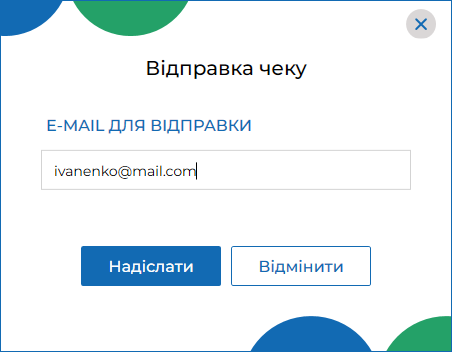 Відправка чеку
E-MAIL ДЛЯ ВІДПРАВКИ
ivanenko@mail.com
Надіслати
Відмінити